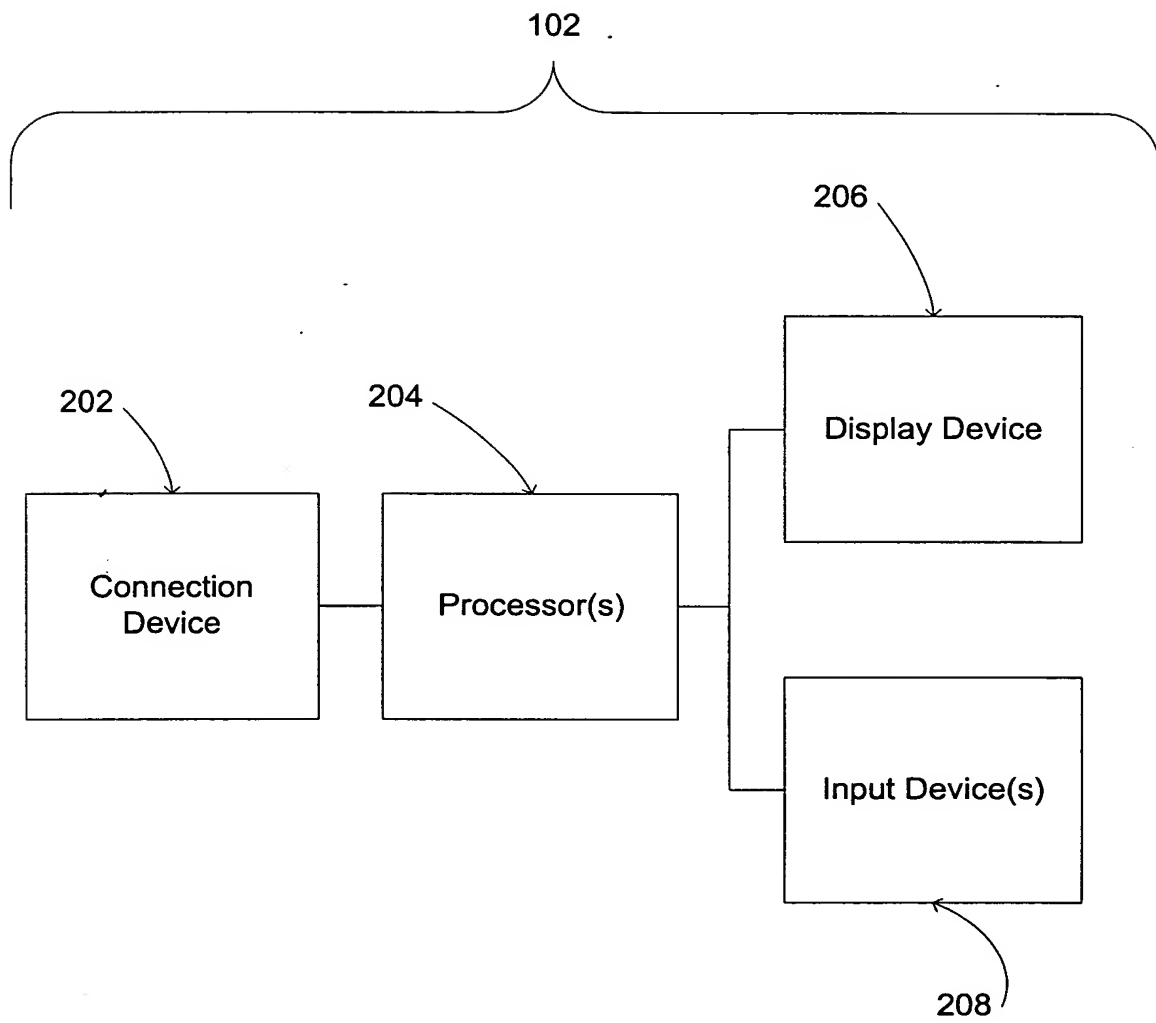 102
206
202
204
Display Device
Connection
Device
Processor(s)
Input Device(s)
208